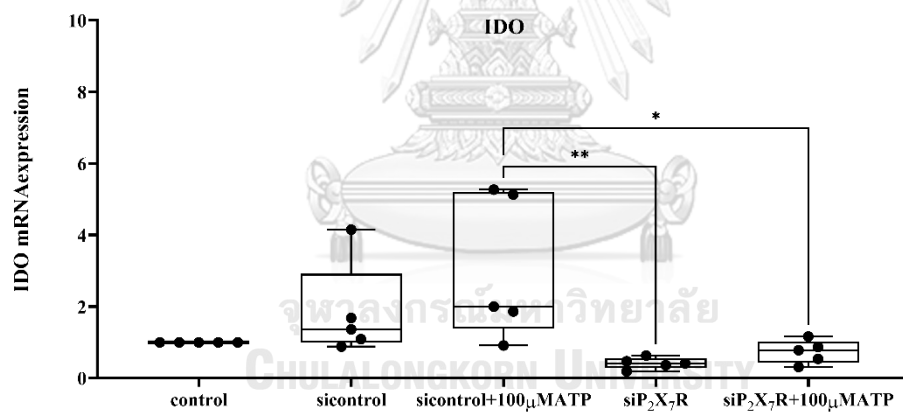 IDO
10
8
6
4
2
0
IDO mRNAexpression
*
**
จุฬาลงกรณ์มหาวิทยาลัย
CHULALONGKORN UNIVERSITY
control
sicontrol
sicontrol+100μMATP
siP₂X₇R
siP₂X₇R+100μMATP